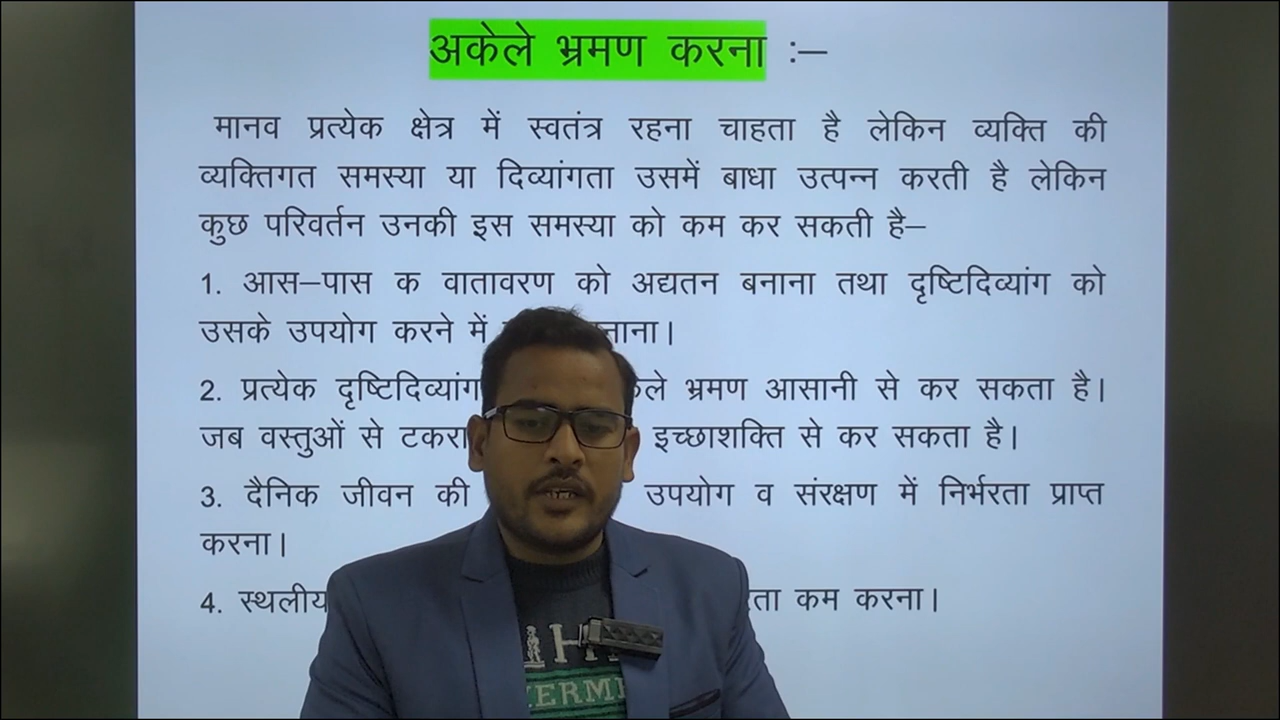 अकेले भ्रमण करना :–
मानव प्रत्येक क्षेत्र में स्वतंत्र रहना चाहता है लेकिन व्यक्ति की
व्यक्तिगत समस्या या दिव्यांगता उसमें बाधा उत्पन्न करती है लेकिन
कुछ परिवर्तन उनकी इस समस्या को कम कर सकती है–
1. आस–पास क वातावरण को अद्यतन बनाना तथा दृष्टिदिव्यांग को
उसके उपयोग करने में
2. प्रत्येक दृष्टिदिव्यांग भ्रमण आसानी से कर सकता है।
जब वस्तुओं से इच्छाशक्ति से कर सकता है।
3. दैनिक जीवन की उपयोग व संरक्षण में निर्भरता प्राप्त
करना।
4. स्थलीय कम करना।